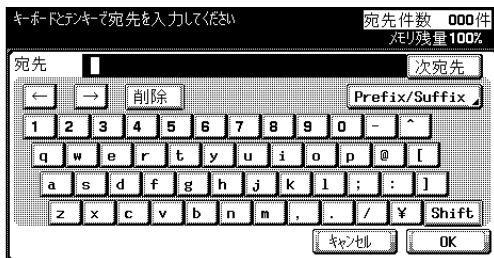 キーボードとテンキーで宛先を入力してください
宛先件数 000件
メモリ残量100%
宛先
次宛先
← → 削除 Prefix/Suffix
1 2 3 4 5 6 7 8 9 0 - ^
q w e r t y u i o p @ [
a s d f g h j k l ; : ]
z x c v b n m , . / ¥ Shift
キャンセル OK